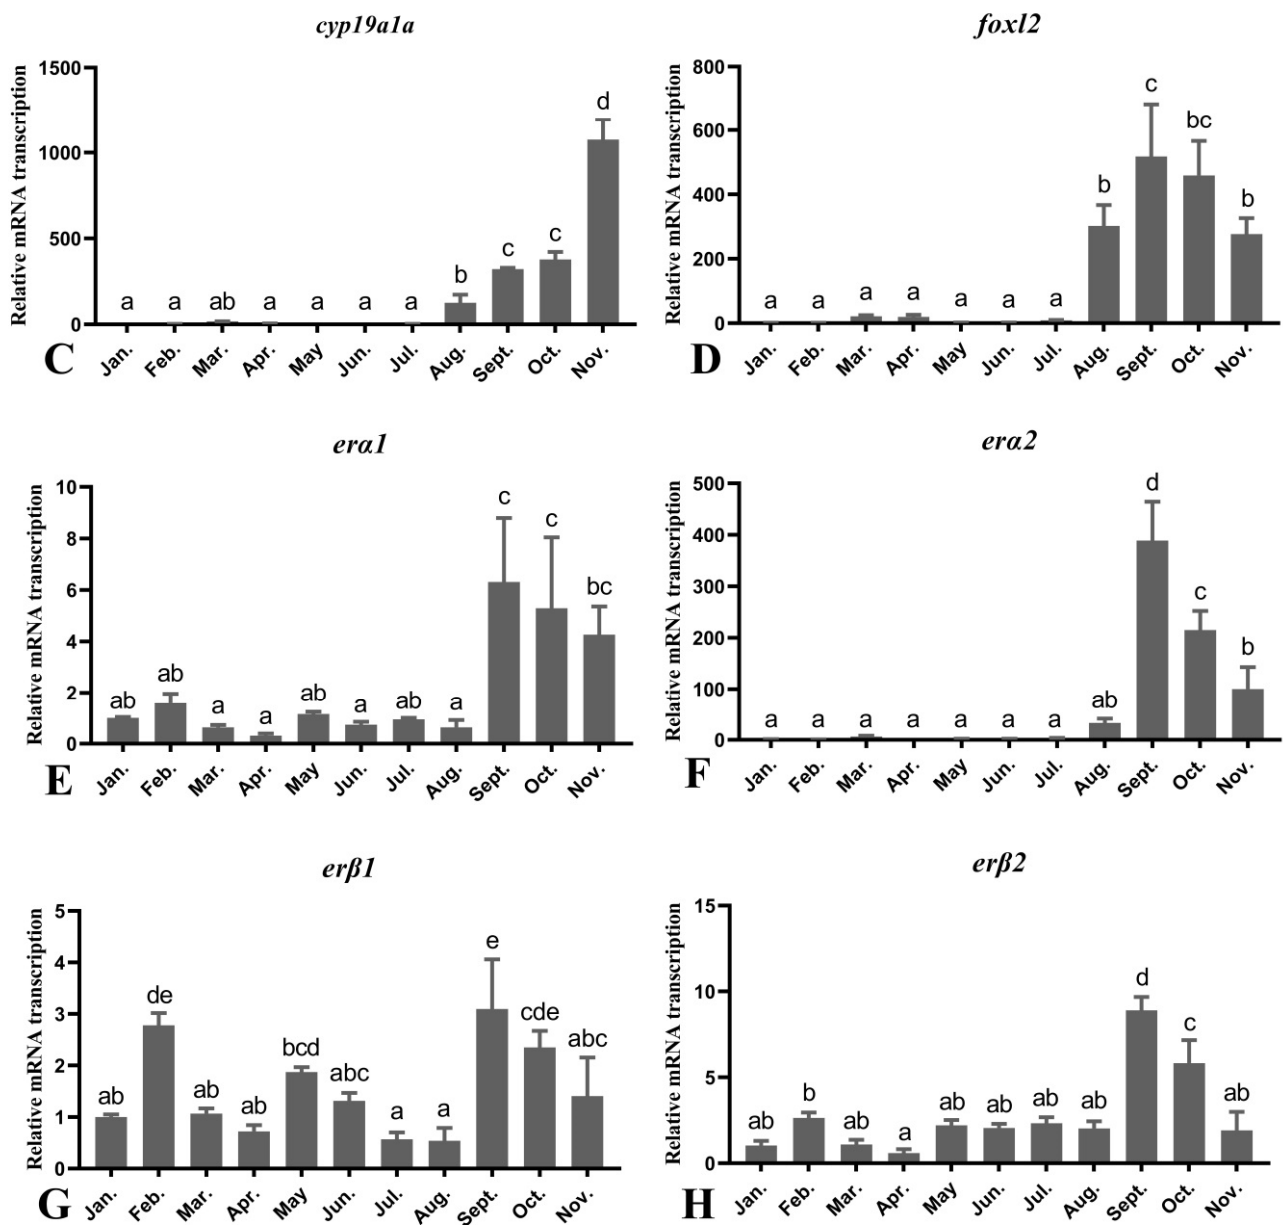 cyp19a1a
Relative mRNA transcription
1500
1000
500
0
a a ab a a a a b c c d
Jan. Feb. Mar. Apr. May Jun. Jul. Aug. Sept. Oct. Nov.
C
foxl2
Relative mRNA transcription
800
600
400
200
0
a a a a a a a b c bc b
Jan. Feb. Mar. Apr. May Jun. Jul. Aug. Sept. Oct. Nov.
D
erα1
Relative mRNA transcription
10
8
6
4
2
0
ab ab a a ab a ab a c c bc
Jan. Feb. Mar. Apr. May Jun. Jul. Aug. Sept. Oct. Nov.
E
erα2
Relative mRNA transcription
500
400
300
200
100
0
a a a a a a a ab d c b
Jan. Feb. Mar. Apr. May Jun. Jul. Aug. Sept. Oct. Nov.
F
erβ1
Relative mRNA transcription
5
4
3
2
1
0
ab de ab ab bcd abc a a e cde abc
Jan. Feb. Mar. Apr. May Jun. Jul. Aug. Sept. Oct. Nov.
G
erβ2
Relative mRNA transcription
15
10
5
0
ab b ab a ab ab ab ab d c ab
Jan. Feb. Mar. Apr. May Jun. Jul. Aug. Sept. Oct. Nov.
H